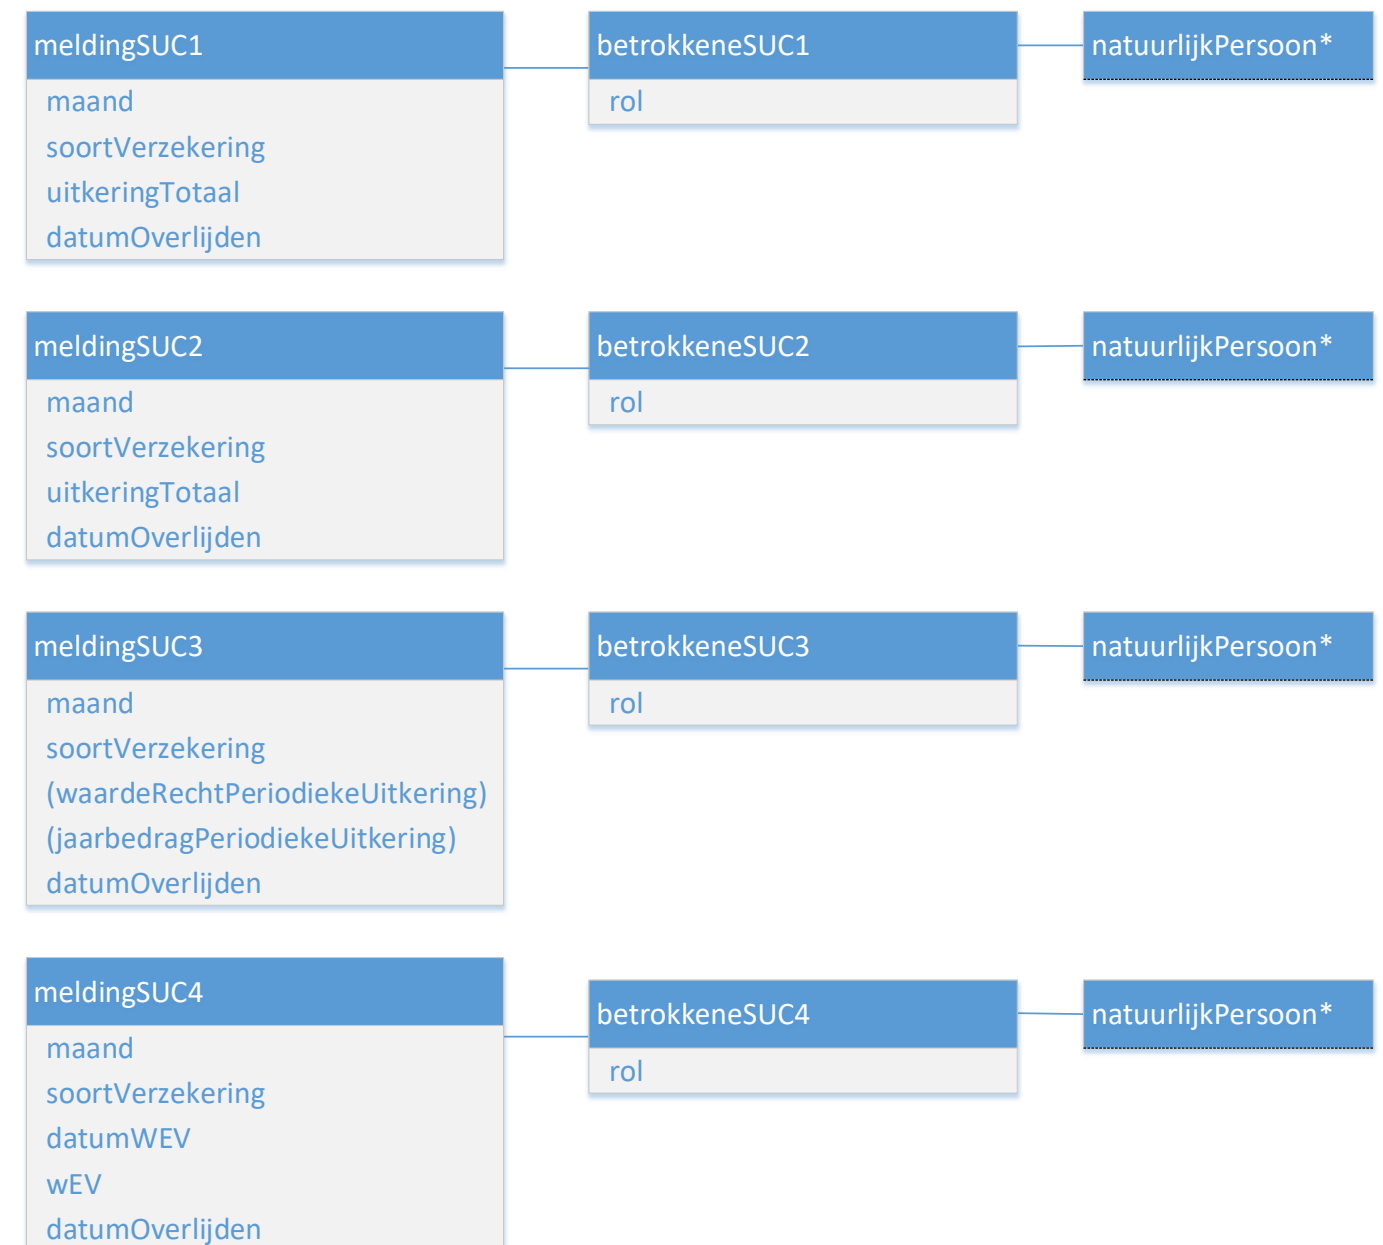 meldingSUC1
maand
soortVerzekering
uitkeringTotaal
datumOverlijden
betrokkeneSUC1
rol
natuurlijkPersoon*
meldingSUC2
maand
soortVerzekering
uitkeringTotaal
datumOverlijden
betrokkeneSUC2
rol
natuurlijkPersoon*
meldingSUC3
maand
soortVerzekering
(waardeRechtPeriodiekeUitkering)
(jaarbedragPeriodiekeUitkering)
datumOverlijden
betrokkeneSUC3
rol
natuurlijkPersoon*
meldingSUC4
maand
soortVerzekering
datumWEV
wEV
datumOverlijden
betrokkeneSUC4
rol
natuurlijkPersoon*